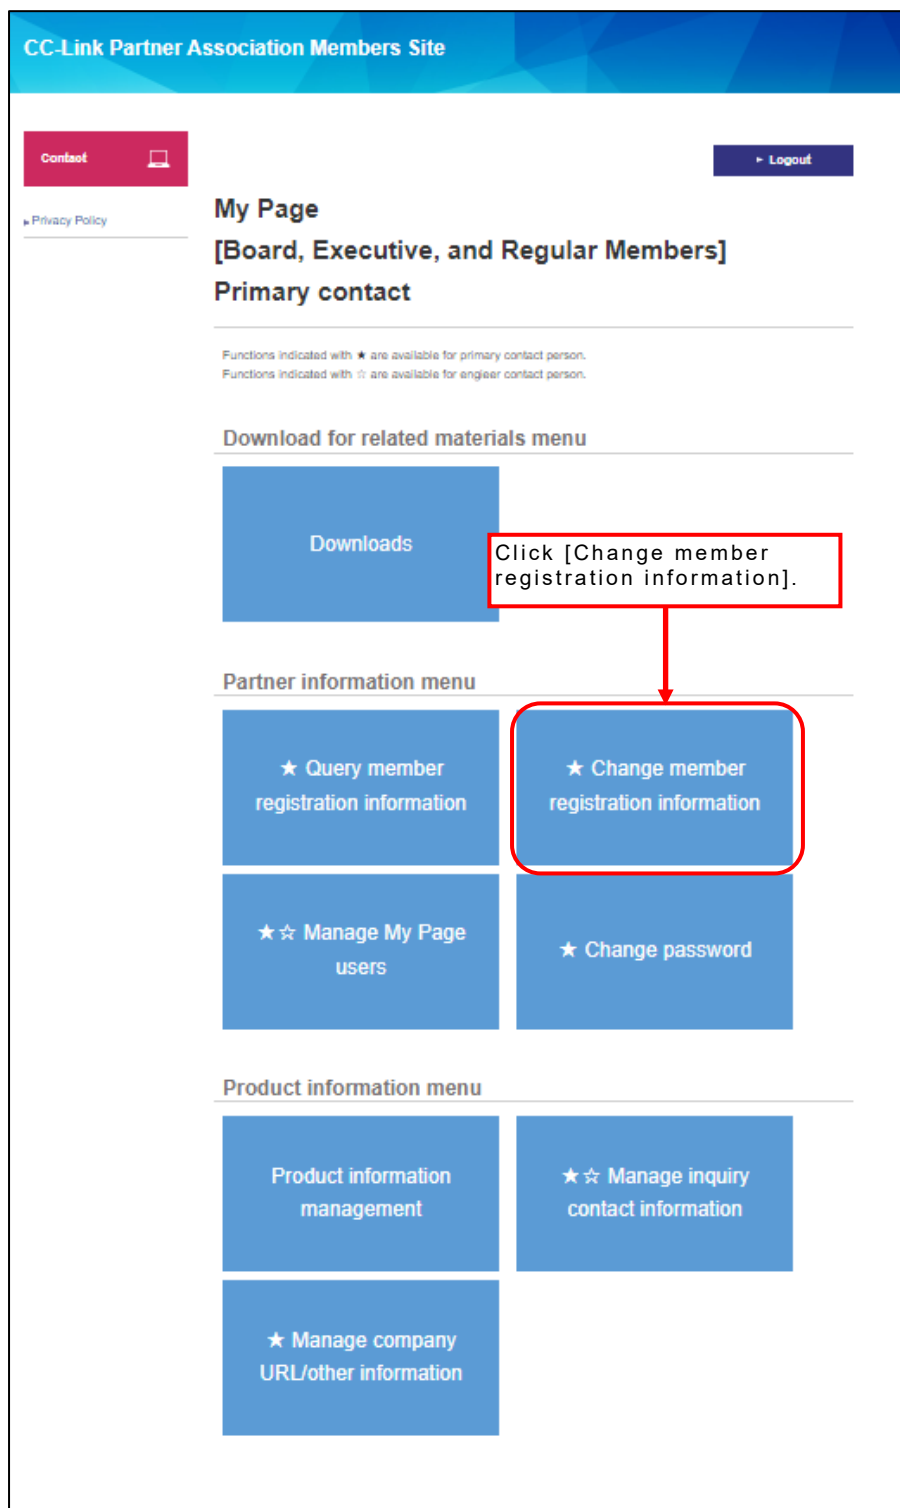 CC-Link Partner Association Members Site
Contact
► Logout
► Privacy Policy
My Page
[Board, Executive, and Regular Members]
Primary contact
Functions indicated with ★ are available for primary contact person.
Functions indicated with ☆ are available for engieer contact person.
Download for related materials menu
Downloads
Click [Change member
registration information].
Partner information menu
★ Query member
registration information
★ Change member
registration information
★☆ Manage My Page
users
★ Change password
Product information menu
Product information
management
★☆ Manage inquiry
contact information
★ Manage company
URL/other information